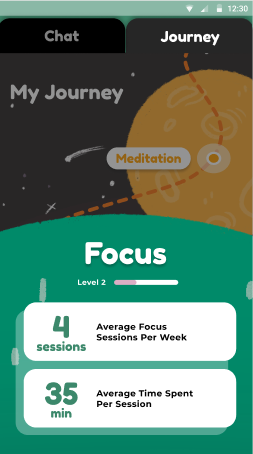 12:30
Chat
Journey
My Journey
Meditation
Focus
Level 2
4
sessions
Average Focus
Sessions Per Week
35
min
Average Time Spent
Per Session